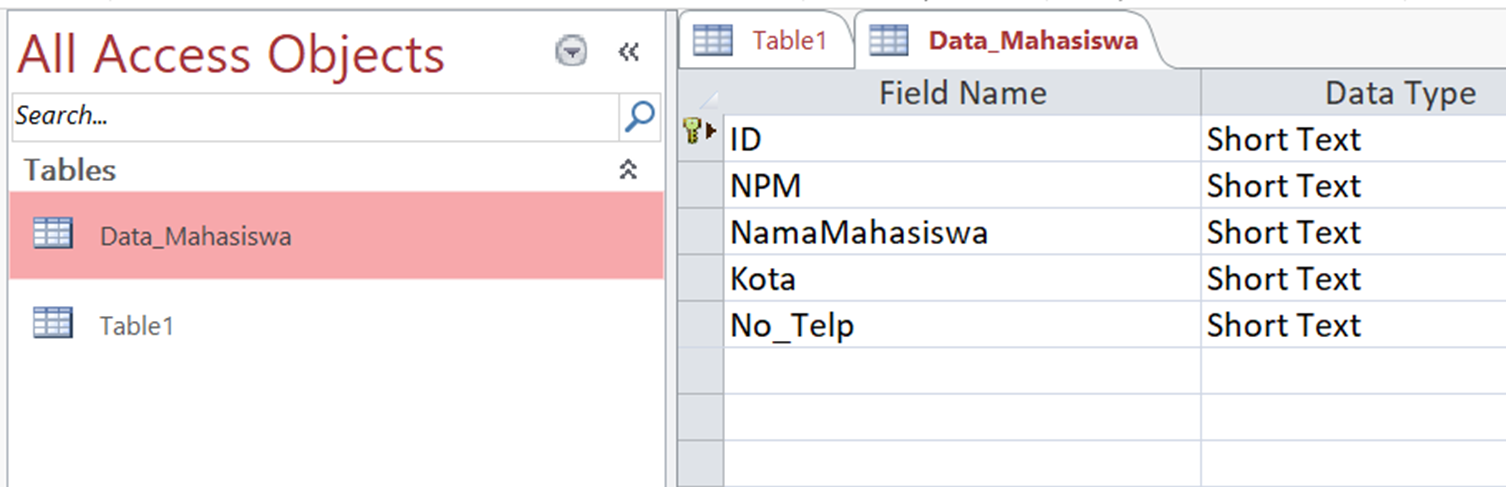 All Access Objects
Search...
Tables
Data_Mahasiswa
Table1
Table1 Data_Mahasiswa
Field Name Data Type
ID Short Text
NPM Short Text
NamaMahasiswa Short Text
Kota Short Text
No_Telp Short Text